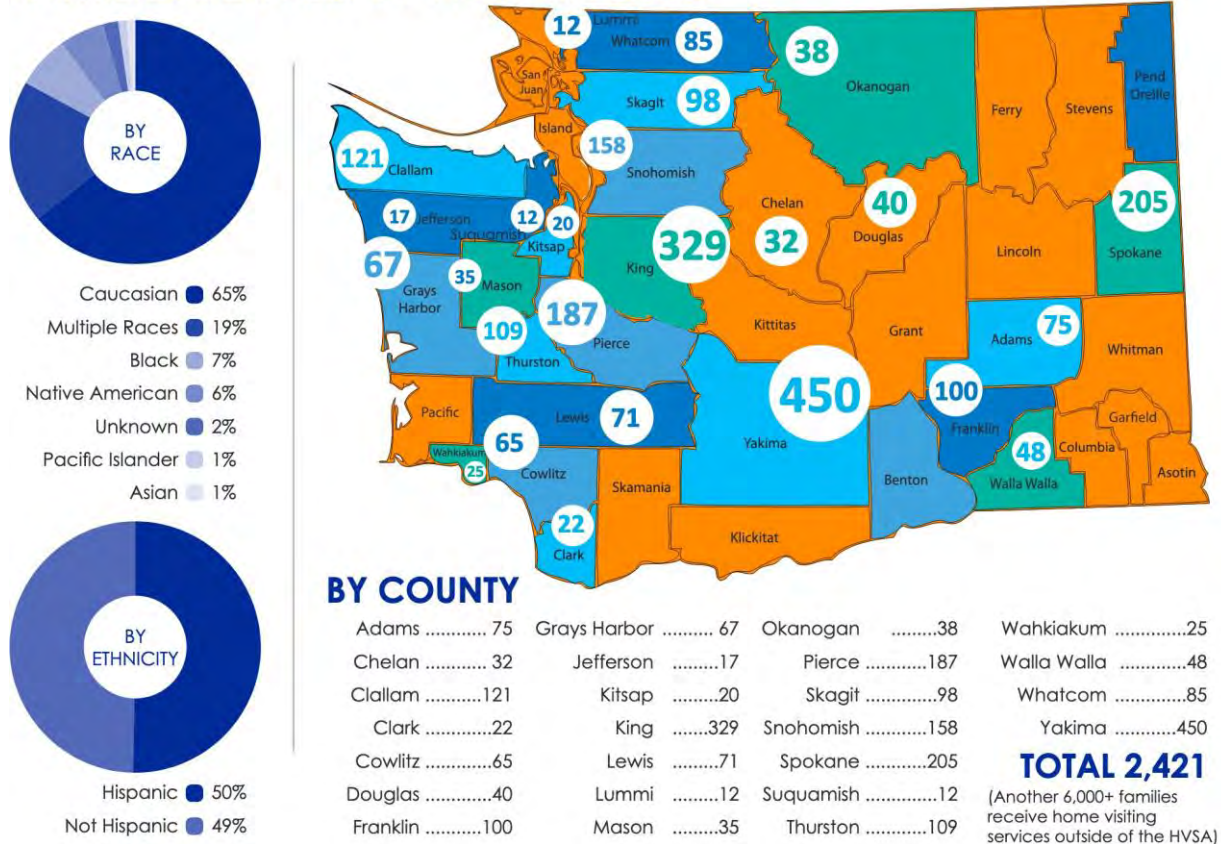 BY
RACE
Caucasian 65%
Multiple Races 19%
Black 7%
Native American 6%
Unknown 2%
Pacific Islander 1%
Asian 1%
BY
ETHNICITY
Hispanic 50%
Not Hispanic 49%
12
Lummi
Whatcom
85
38
Okanogan
San
Juan
Skagit
98
Ferry
Stevens
Pend
Oreille
Island
158
Snohomish
121
Clallam
Chelan
32
40
Douglas
205
Spokane
17
Jefferson
12
Suquamish
20
Kitsap
329
King
Lincoln
67
Grays
Harbor
35
Mason
109
Thurston
187
Pierce
Kittitas
Grant
Adams
75
Whitman
450
Yakima
100
Franklin
Garfield
Pacific
Lewis
71
65
Cowlitz
Wahkiakum
25
Skamania
Benton
48
Walla Walla
Columbia
Asotin
22
Clark
Klickitat
BY COUNTY
Adams ............ 75
Chelan ............ 32
Clallam ............121
Clark ............22
Cowlitz ............65
Douglas ............40
Franklin ............100
Grays Harbor .......... 67
Jefferson ........17
Kitsap ........20
King .......329
Lewis ........71
Lummi ........12
Mason ........35
Okanogan ........38
Pierce ............187
Skagit ............98
Snohomish ............158
Spokane ............205
Suquamish ............12
Thurston ............109
Wahkiakum .............25
Walla Walla ............48
Whatcom ............85
Yakima ............450
TOTAL 2,421
(Another 6,000+ families
receive home visiting
services outside of the HVSA)